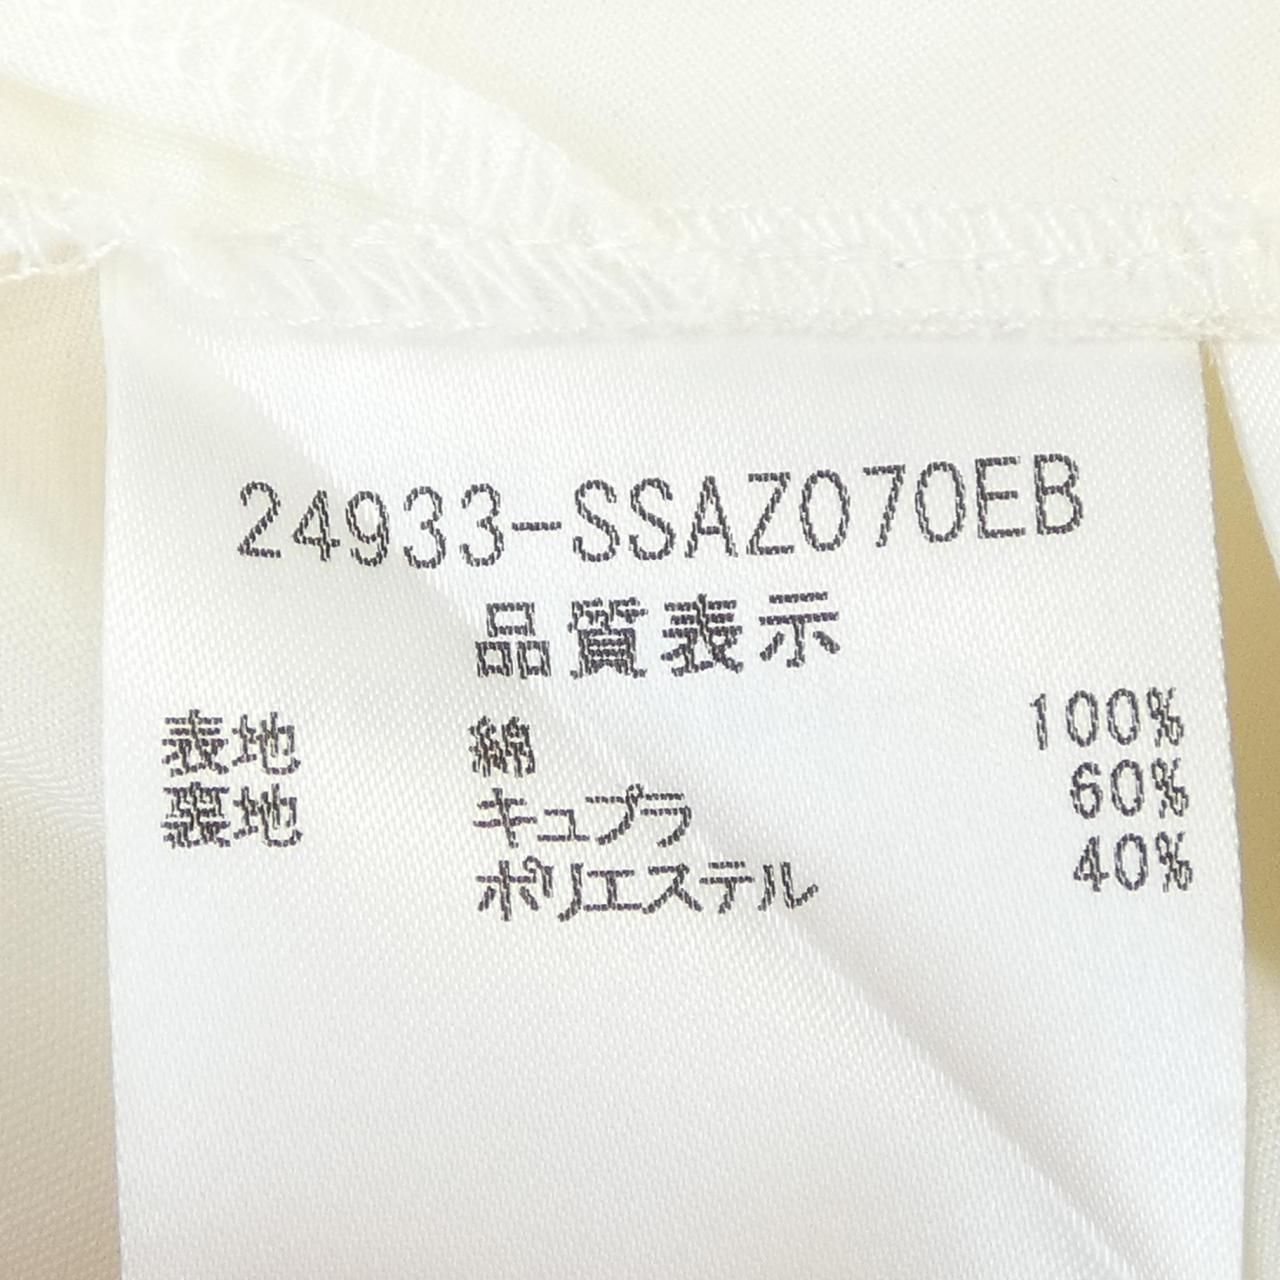 24933-SSAZ070EB
品質表示
表地 綿 100%
裏地 キュプラ 60%
ポリエステル 40%